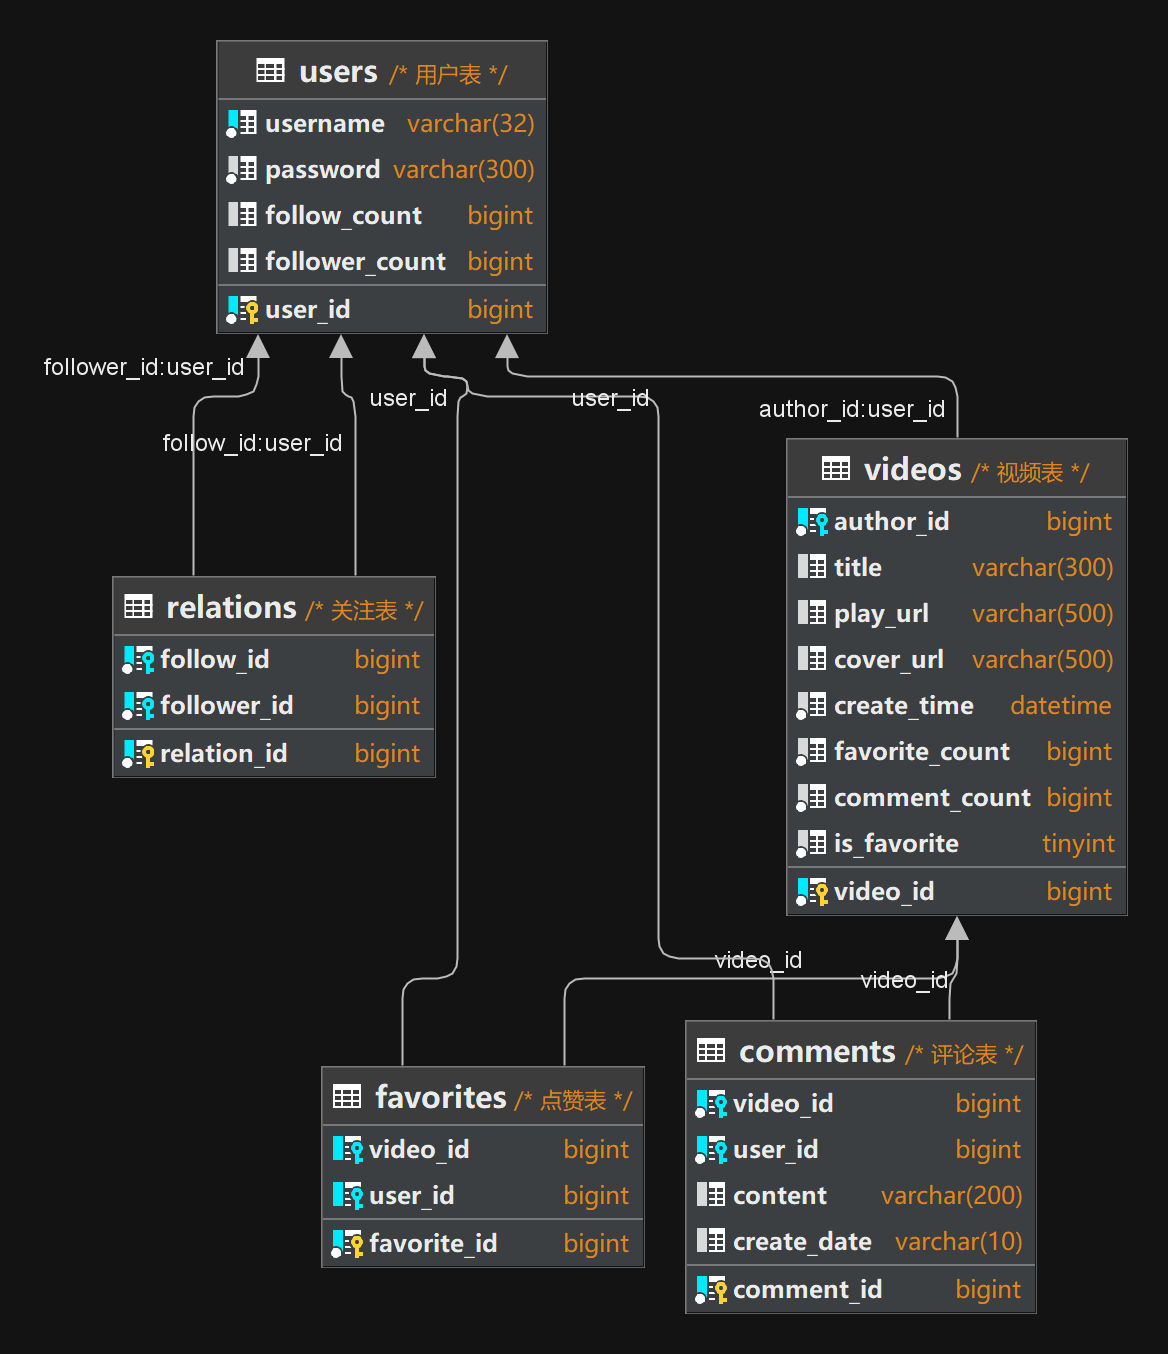 users /* 用户表 */
username varchar(32)
password varchar(300)
follow_count bigint
follower_count bigint
user_id bigint
follower_id:user_id
user_id
user_id
author_id:user_id
follow_id:user_id
videos /* 视频表 */
author_id bigint
title varchar(300)
play_url varchar(500)
cover_url varchar(500)
create_time datetime
favorite_count bigint
comment_count bigint
is_favorite tinyint
video_id bigint
relations /* 关注表 */
follow_id bigint
follower_id bigint
relation_id bigint
video_id
video_id
favorites /* 点赞表 */
video_id bigint
user_id bigint
favorite_id bigint
comments /* 评论表 */
video_id bigint
user_id bigint
content varchar(200)
create_date varchar(10)
comment_id bigint